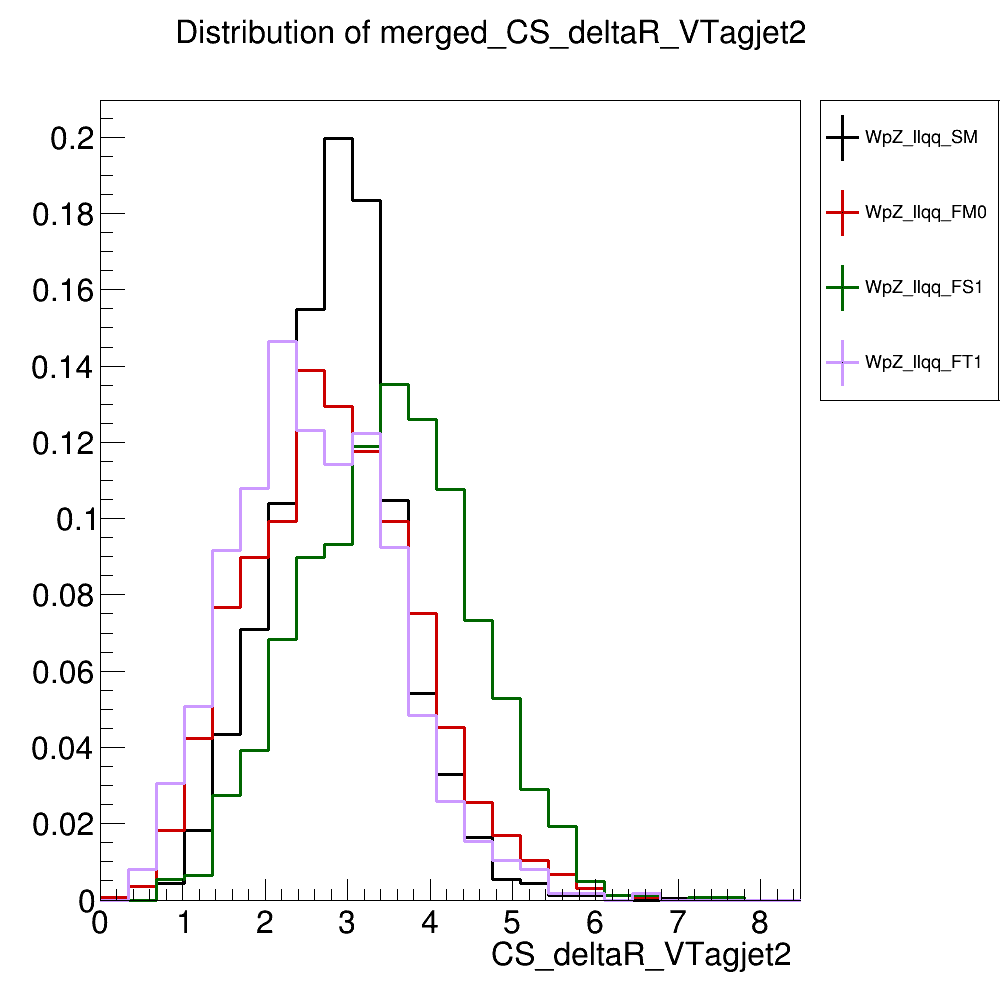 Distribution of merged_CS_deltaR_VTagjet2
WpZ_llqq_SM
WpZ_llqq_FM0
WpZ_llqq_FS1
WpZ_llqq_FT1
0.2
0.18
0.16
0.14
0.12
0.1
0.08
0.06
0.04
0.02
0
0 1 2 3 4 5 6 7 8
CS_deltaR_VTagjet2